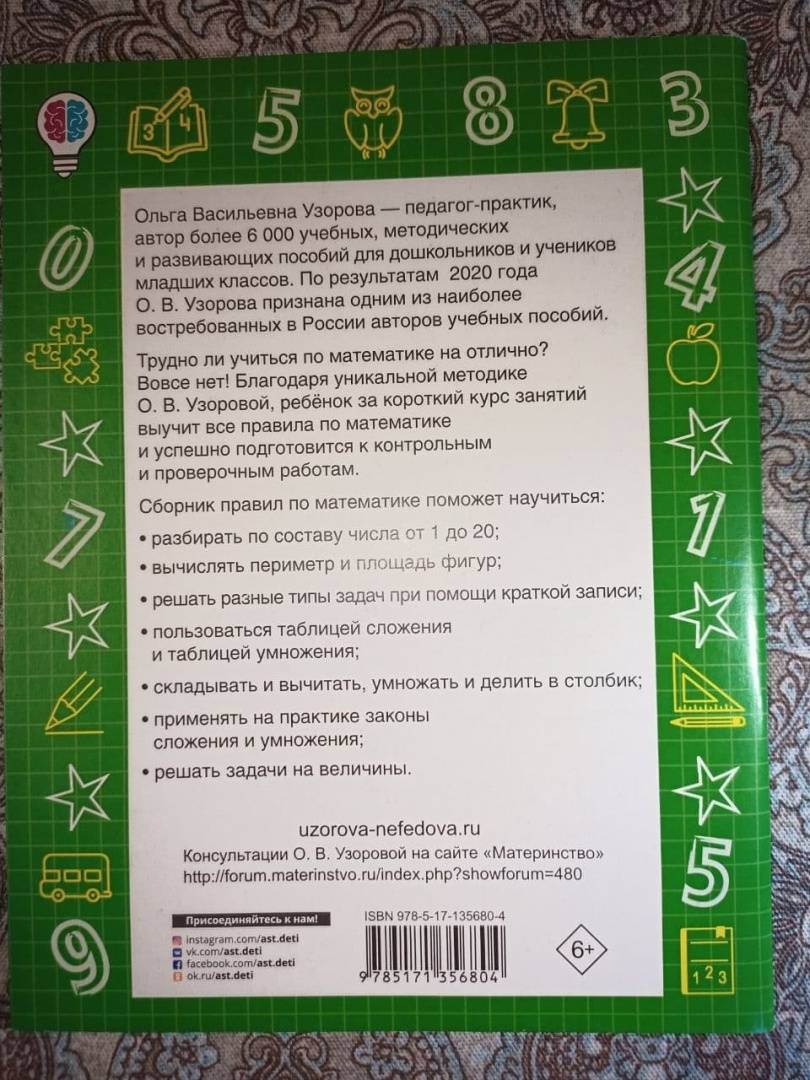 5
8
3
3 4
0
4
7
1
5
9
1 2 3
Ольга Васильевна Узорова — педагог-практик,
автор более 6 000 учебных, методических
и развивающих пособий для дошкольников и учеников
младших классов. По результатам 2020 года
О. В. Узорова признана одним из наиболее
востребованных в России авторов учебных пособий.
Трудно ли учиться по математике на отлично?
Вовсе нет! Благодаря уникальной методике
О. В. Узоровой, ребёнок за короткий курс занятий
выучит все правила по математике
и успешно подготовится к контрольным
и проверочным работам.
Сборник правил по математике поможет научиться:
• разбирать по составу числа от 1 до 20;
• вычислять периметр и площадь фигур;
• решать разные типы задач при помощи краткой записи;
• пользоваться таблицей сложения
и таблицей умножения;
• складывать и вычитать, умножать и делить в столбик;
• применять на практике законы
сложения и умножения;
• решать задачи на величины.
uzorova-nefedova.ru
Консультации О. В. Узоровой на сайте «Материнство»
http://forum.materinstvo.ru/index.php?showforum=480
Присоединяйтесь к нам!
instagram.com/ast.deti
vk.com/ast.deti
facebook.com/ast.deti
ok.ru/ast.deti
ISBN 978-5-17-135680-4
9 785171 356804
6+